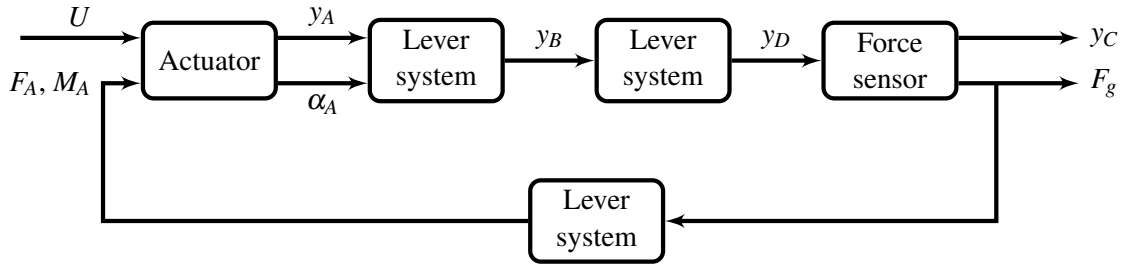 U
F_A, M_A
Actuator
y_A
α_A
Lever
system
y_B
Lever
system
y_D
Force
sensor
y_C
F_g
Lever
system